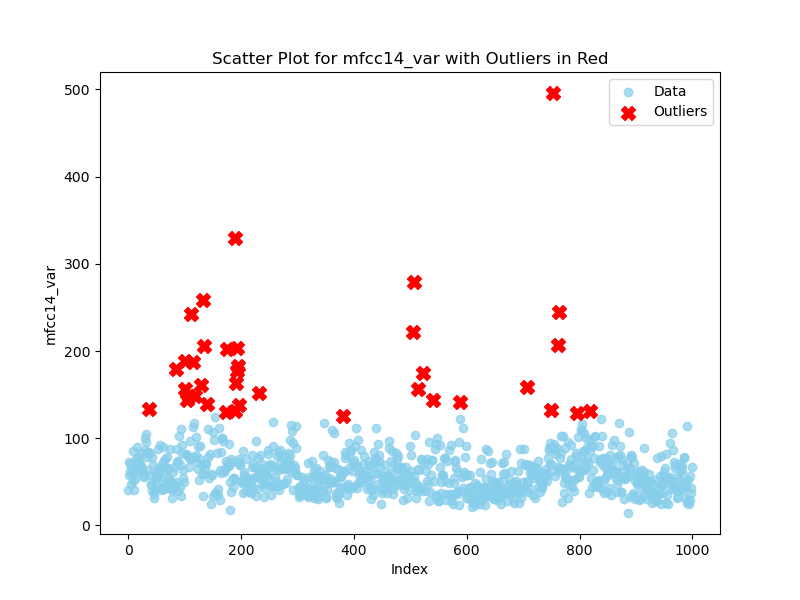 Scatter Plot for mfcc14_var with Outliers in Red
Data
Outliers
500
400
300
200
100
0
mfcc14_var
0
200
400
600
800
1000
Index